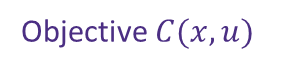 Objective C(x, u)